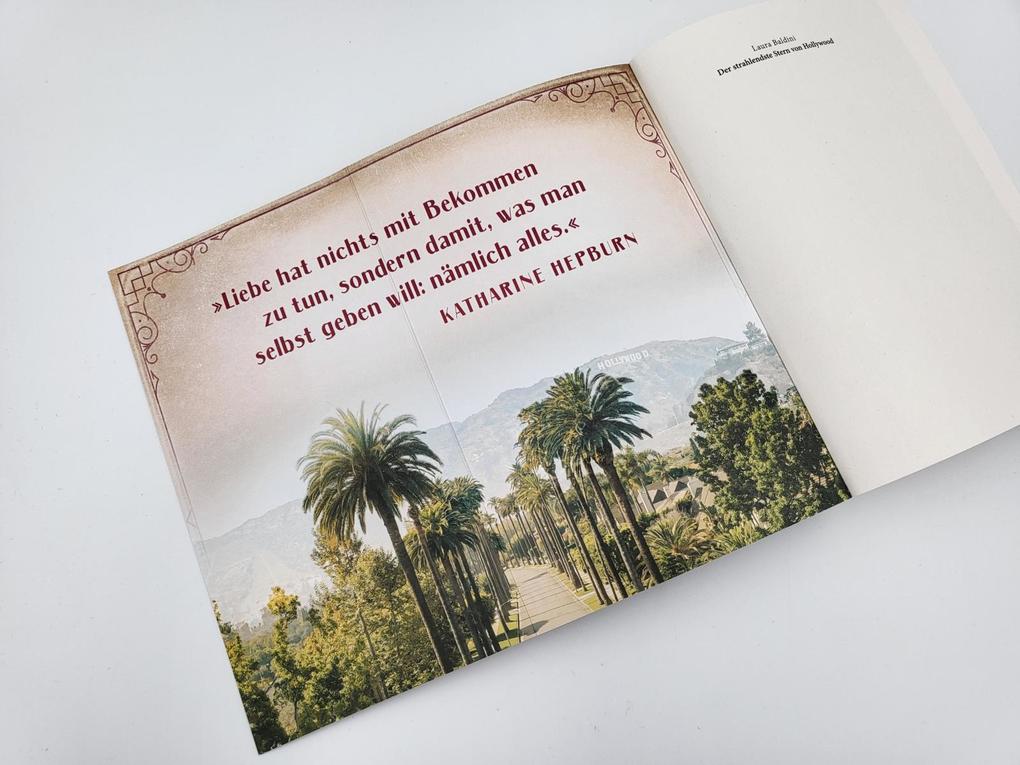 »Liebe hat nichts mit Bekommen
zu tun, sondern damit, was man
selbst geben will: nämlich alles.«
KATHARINE HEPBURN
HOLLYWOOD
Laura Baldini
Der strahlendste Stern von Hollywood